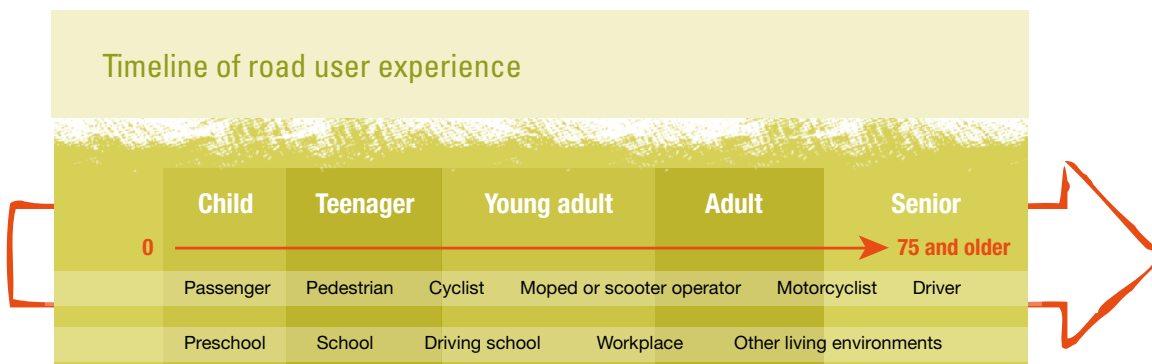 Timeline of road user experience
Child Teenager Young adult Adult Senior
0 75 and older
Passenger Pedestrian Cyclist Moped or scooter operator Motorcyclist Driver
Preschool School Driving school Workplace Other living environments